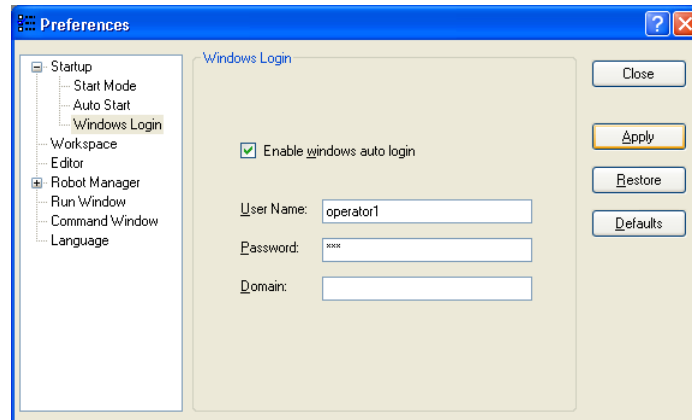 Preferences
Startup
Start Mode
Auto Start
Windows Login
Workspace
Editor
Robot Manager
Run Window
Command Window
Language
Windows Login
Enable windows auto login
User Name: operator1
Password: ***
Domain:
Close
Apply
Restore
Defaults